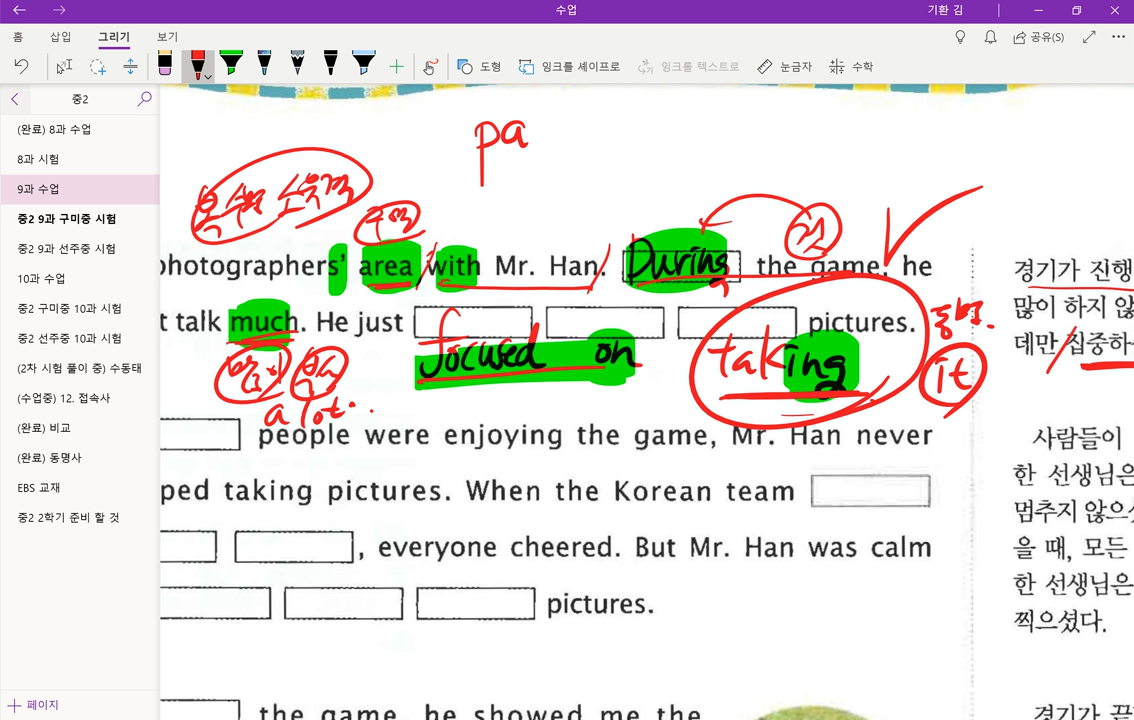 수업
기환 김
홈 삽입 그리기 보기
공유(S)
도형 잉크를 셰이프로 잉크를 텍스트로 눈금자 수학
중2
(완료) 8과 수업
8과 시험
9과 수업
중2 9과 구미중 시험
중2 9과 선주중 시험
10과 수업
중2 구미중 10과 시험
중2 선주중 10과 시험
(2차 시험 풀이 중) 수동태
(수업중) 12. 접속사
(완료) 비교
(완료) 동명사
EBS 교재
중2 2학기 준비 할 것
페이지
pa
복수의 소유격
구역
photographers' area with Mr. Han. During the game, he
t talk much. He just pictures.
focused on taking
동명.
it
부사
a lot...
people were enjoying the game, Mr. Han never
ped taking pictures. When the Korean team
, everyone cheered. But Mr. Han was calm
pictures.
the game, he showed me the
경기가 진행
많이 하지 않
데만 집중하
사람들이
한 선생님은
멈추지 않으
을 때, 모든
한 선생님은
찍으셨다.
경기가 끝